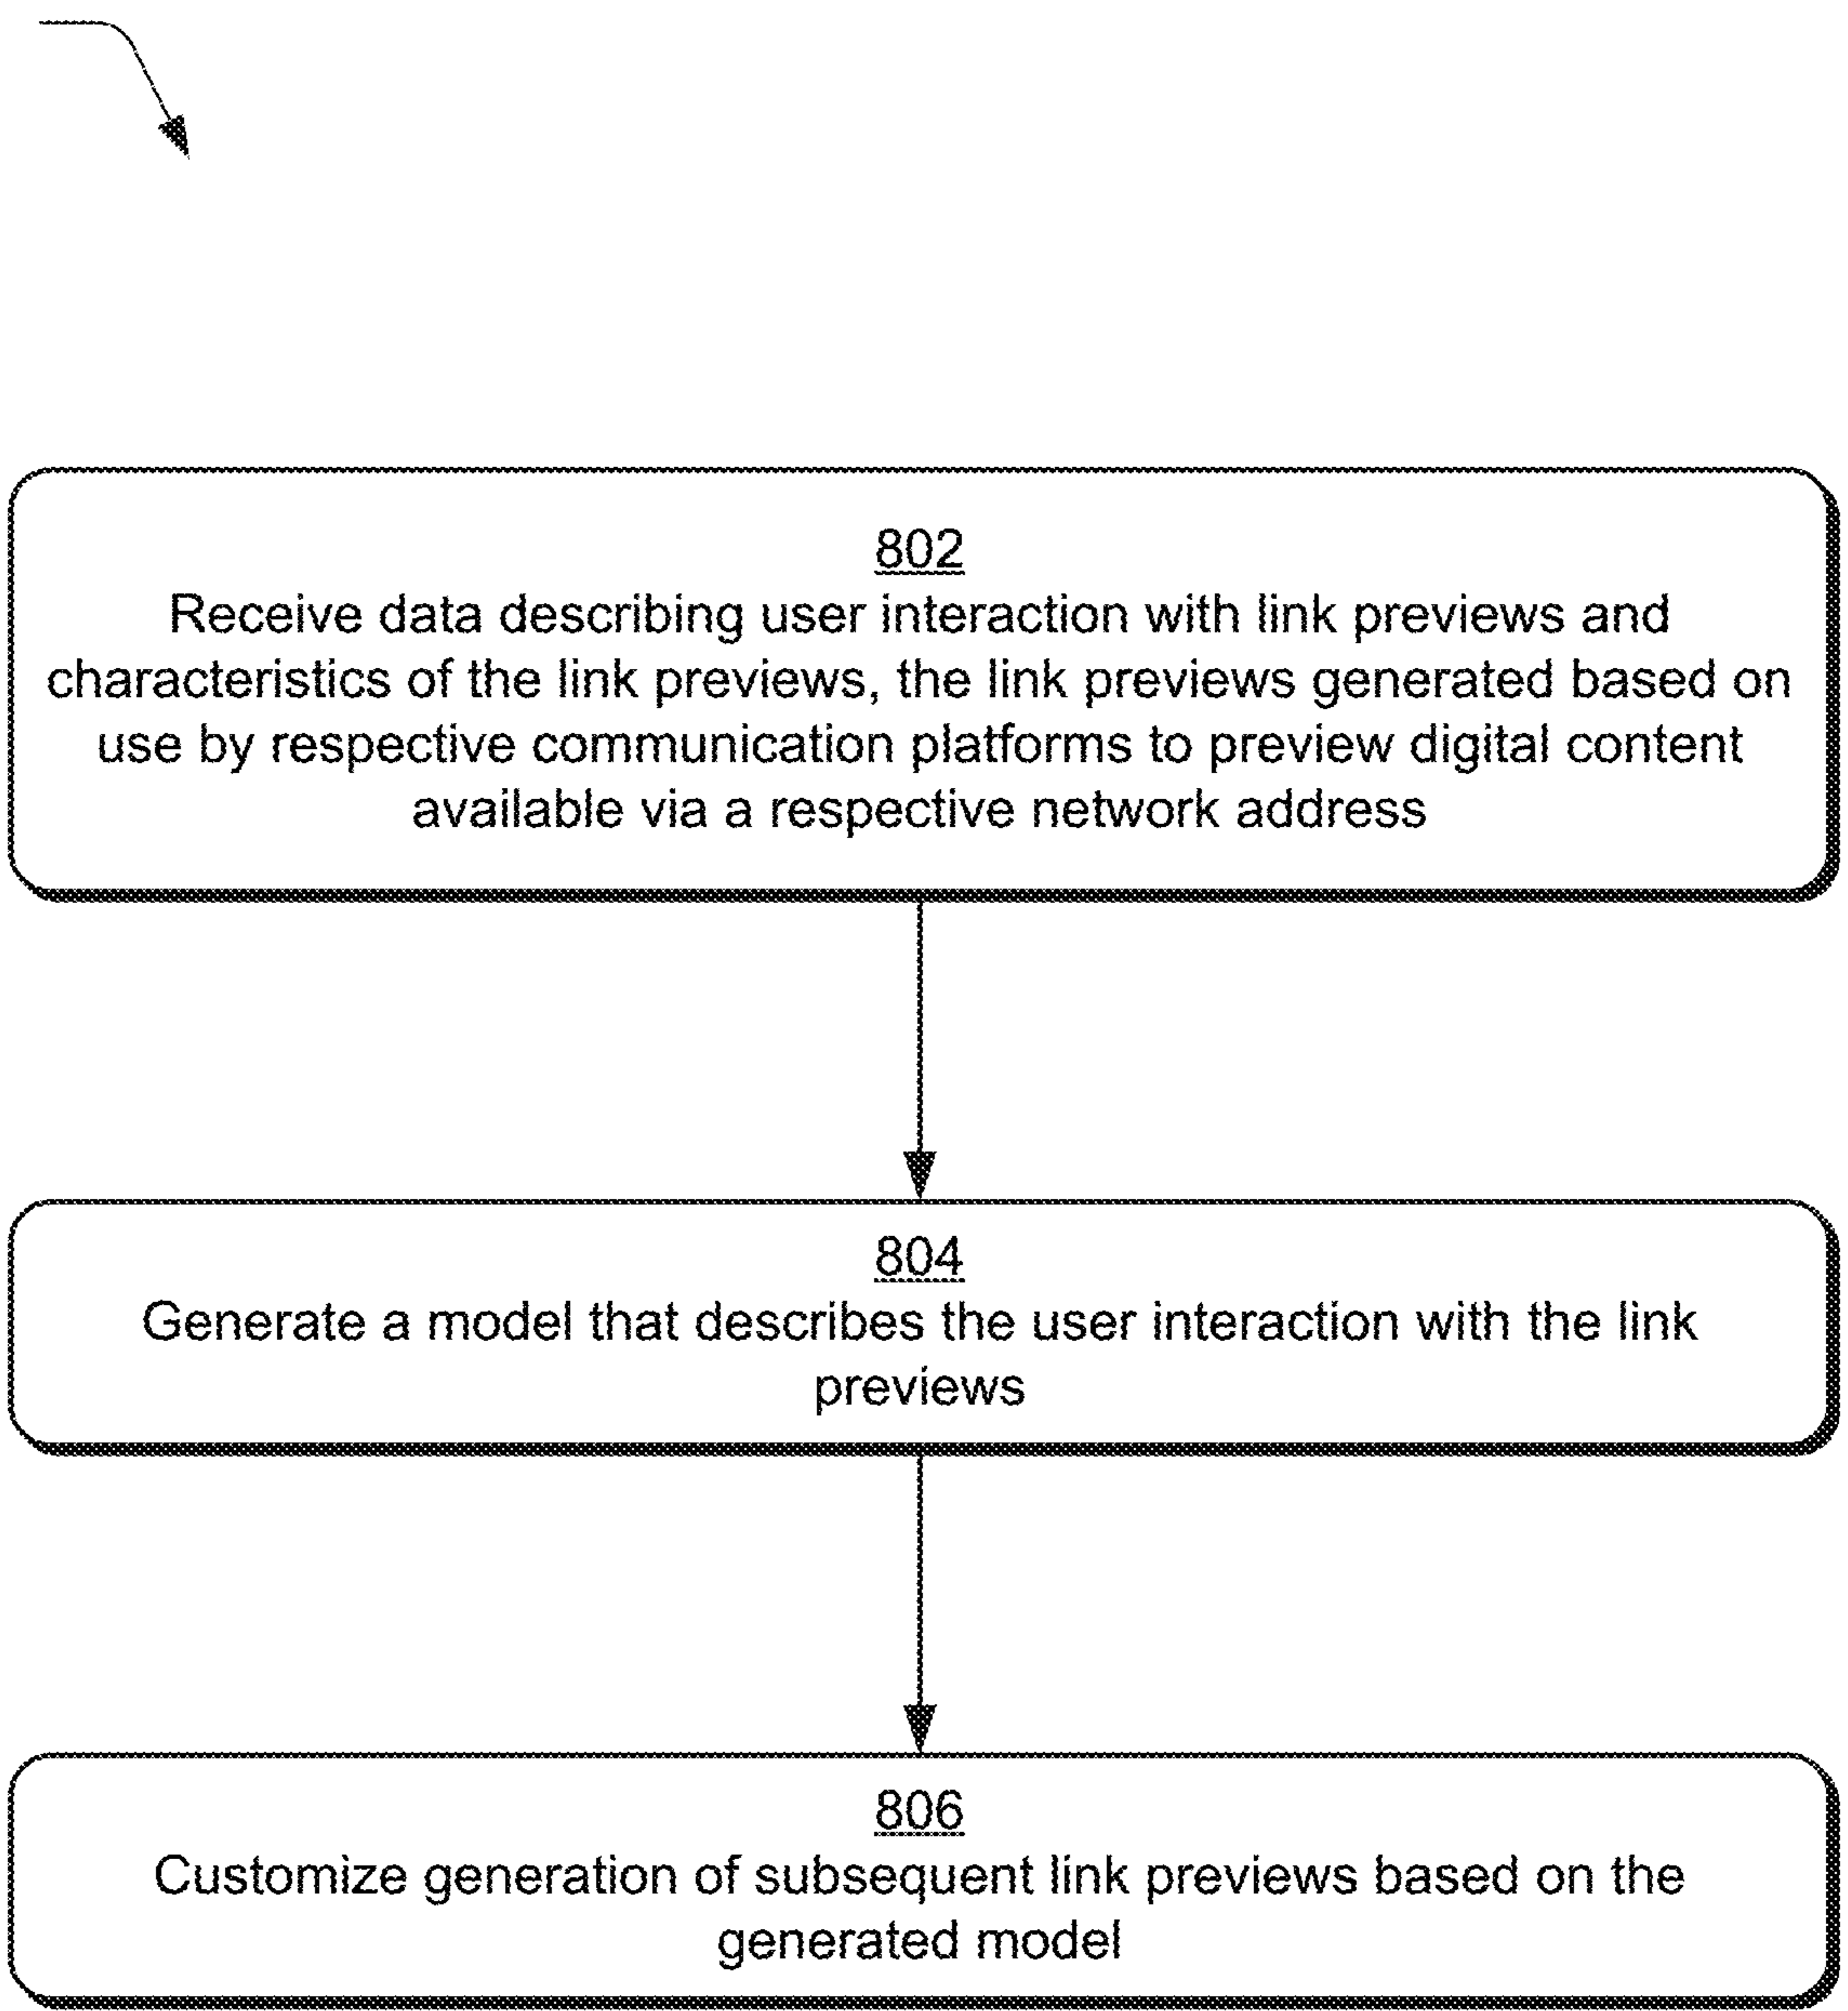 802
Receive data describing user interaction with link previews and
characteristics of the link previews, the link previews generated based on
use by respective communication platforms to preview digital content
available via a respective network address
804
Generate a model that describes the user interaction with the link
previews
806
Customize generation of subsequent link previews based on the
generated model